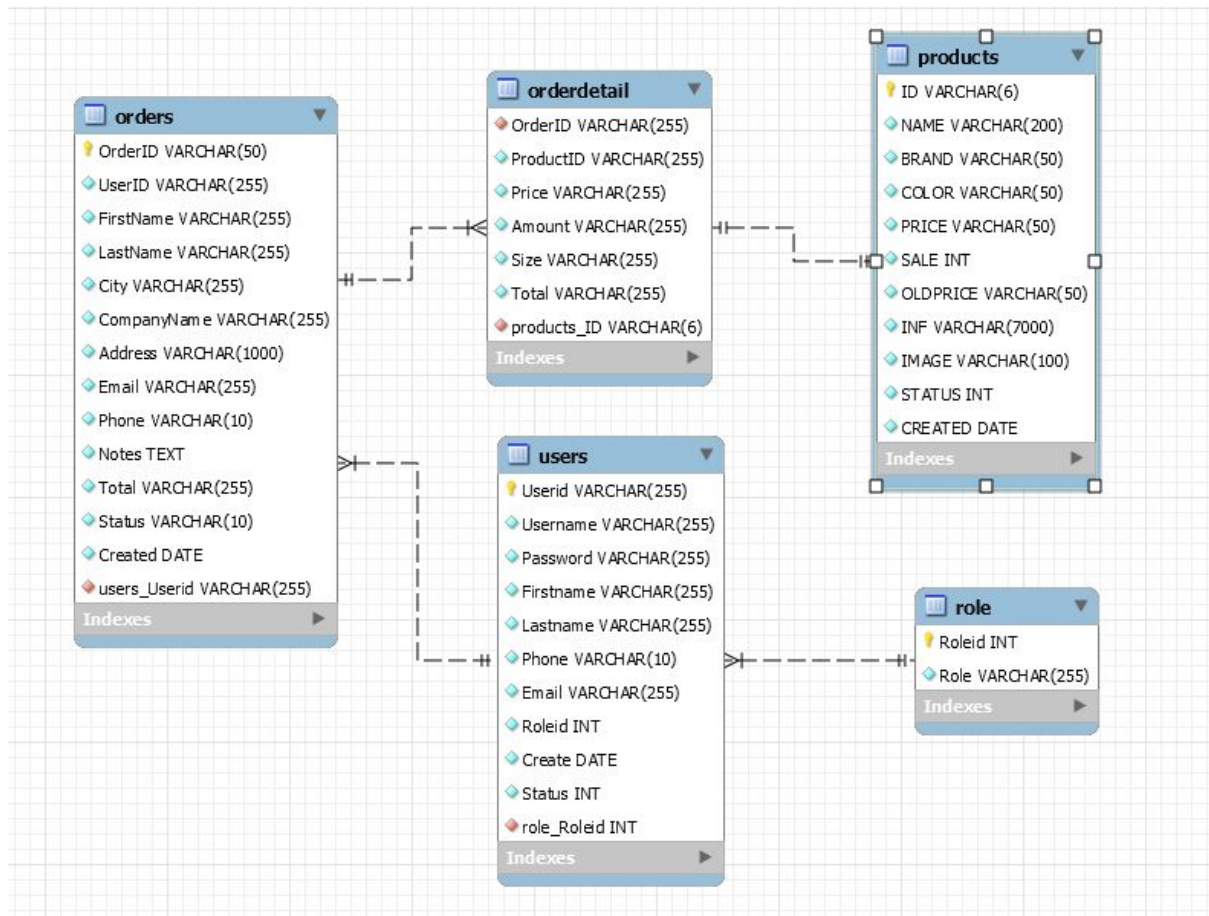 orders
OrderID VARCHAR(50)
UserID VARCHAR(255)
FirstName VARCHAR(255)
LastName VARCHAR(255)
City VARCHAR(255)
CompanyName VARCHAR(255)
Address VARCHAR(1000)
Email VARCHAR(255)
Phone VARCHAR(10)
Notes TEXT
Total VARCHAR(255)
Status VARCHAR(10)
Created DATE
users_Userid VARCHAR(255)
Indexes
orderdetail
OrderID VARCHAR(255)
ProductID VARCHAR(255)
Price VARCHAR(255)
Amount VARCHAR(255)
Size VARCHAR(255)
Total VARCHAR(255)
products_ID VARCHAR(6)
Indexes
products
ID VARCHAR(6)
NAME VARCHAR(200)
BRAND VARCHAR(50)
COLOR VARCHAR(50)
PRICE VARCHAR(50)
SALE INT
OLDPRICE VARCHAR(50)
INF VARCHAR(7000)
IMAGE VARCHAR(100)
STATUS INT
CREATED DATE
Indexes
users
Userid VARCHAR(255)
Username VARCHAR(255)
Password VARCHAR(255)
Firstname VARCHAR(255)
Lastname VARCHAR(255)
Phone VARCHAR(10)
Email VARCHAR(255)
Roleid INT
Create DATE
Status INT
role_Roleid INT
Indexes
role
Roleid INT
Role VARCHAR(255)
Indexes